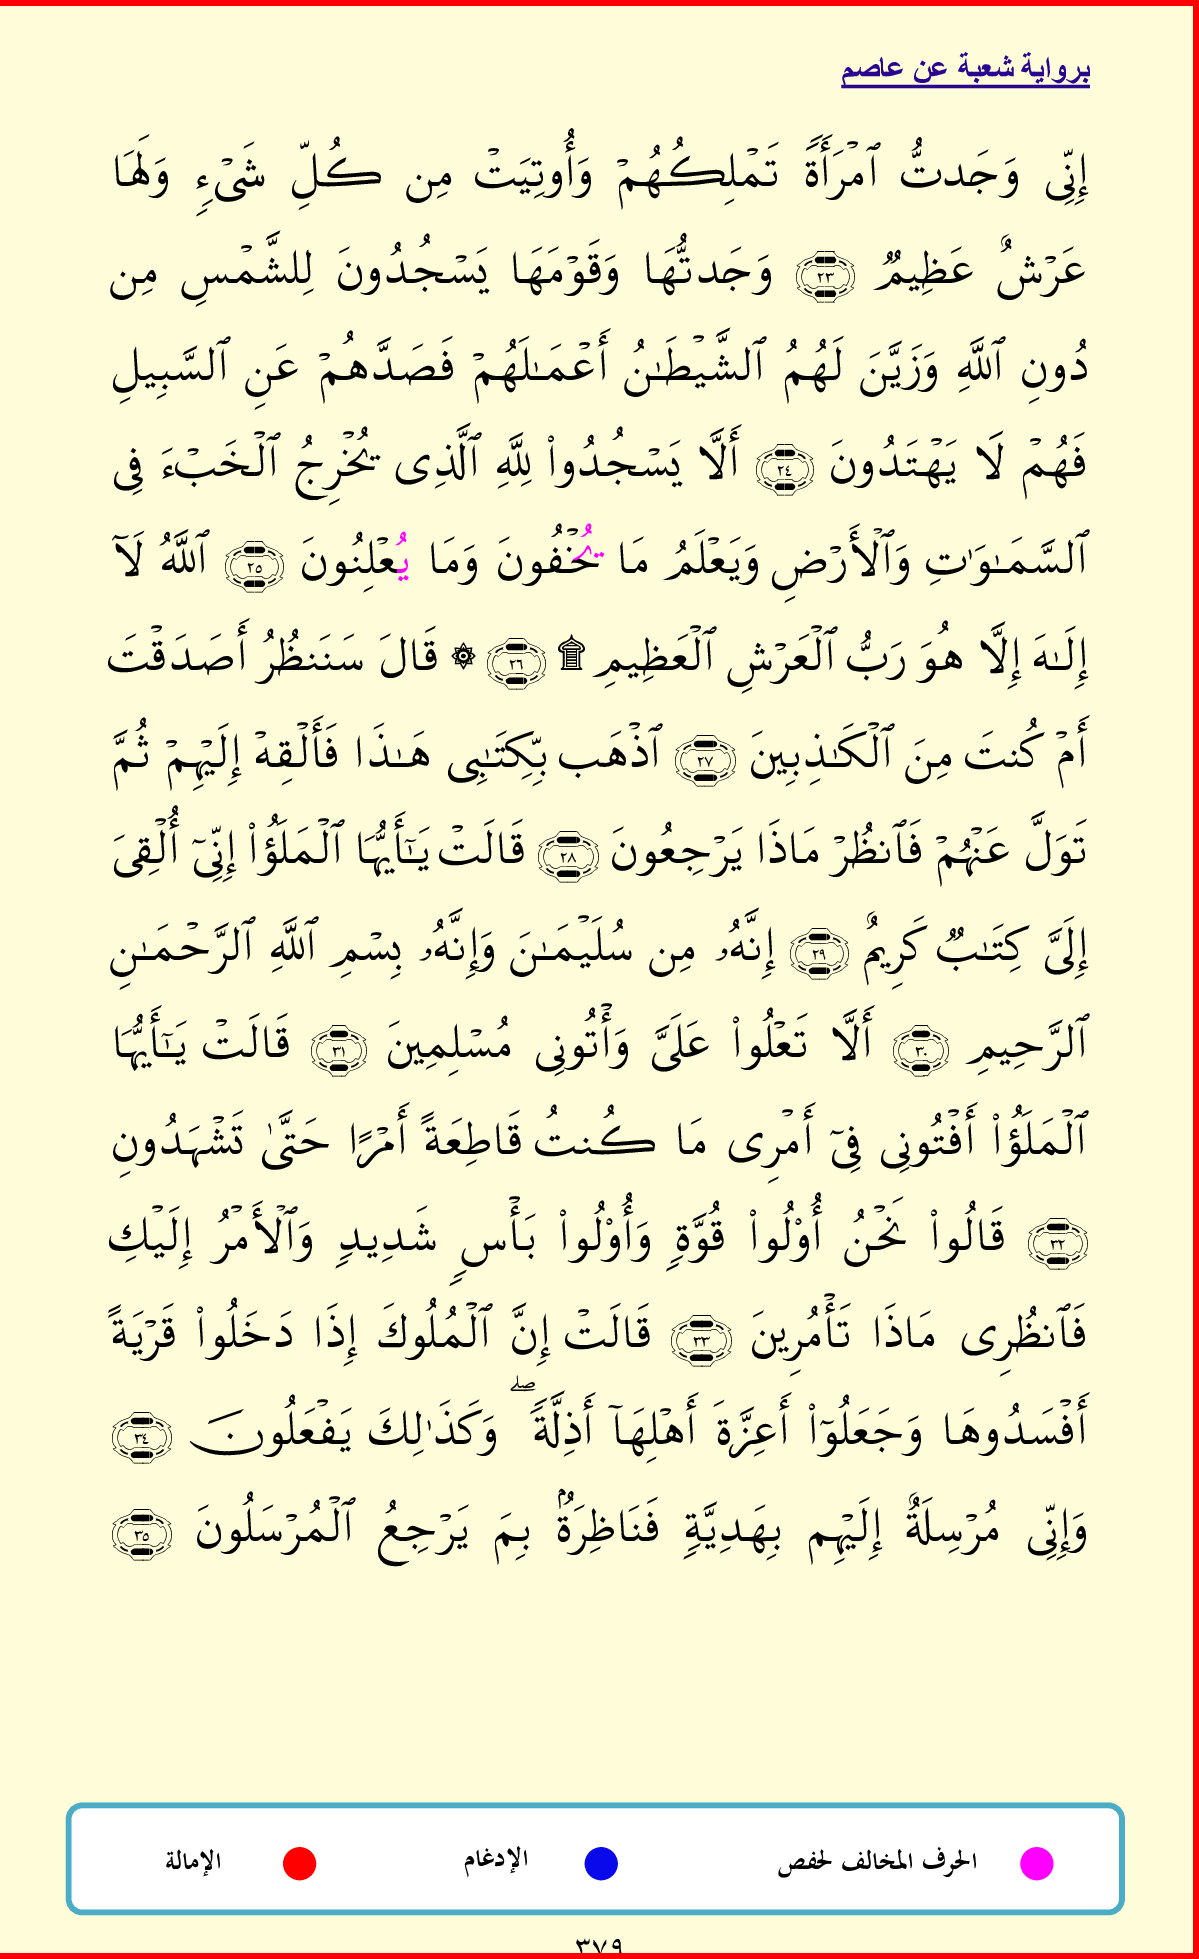 برواية شعبة عن عاصم
إِنِّى وَجَدتُّ ٱمْرَأَةً تَمْلِكُهُمْ وَأُوتِيَتْ مِن كُلِّ شَىْءٍ وَلَهَا
عَرْشٌ عَظِيمٌ ٢٣ وَجَدتُّهَا وَقَوْمَهَا يَسْجُدُونَ لِلشَّمْسِ مِن
دُونِ ٱللَّهِ وَزَيَّنَ لَهُمُ ٱلشَّيْطَـٰنُ أَعْمَـٰلَهُمْ فَصَدَّهُمْ عَنِ ٱلسَّبِيلِ
فَهُمْ لَا يَهْتَدُونَ ٢٤ أَلَّا يَسْجُدُوا۟ لِلَّهِ ٱلَّذِى يُخْرِجُ ٱلْخَبْءَ فِى
ٱلسَّمَـٰوَٰتِ وَٱلْأَرْضِ وَيَعْلَمُ مَا يُخْفُونَ وَمَا يُعْلِنُونَ ٢٥ ٱللَّهُ لَآ
إِلَـٰهَ إِلَّا هُوَ رَبُّ ٱلْعَرْشِ ٱلْعَظِيمِ ۩ ٢٦ ۞ قَالَ سَنَنظُرُ أَصَدَقْتَ
أَمْ كُنتَ مِنَ ٱلْكَـٰذِبِينَ ٢٧ ٱذْهَب بِّكِتَـٰبِى هَـٰذَا فَأَلْقِهْ إِلَيْهِمْ ثُمَّ
تَوَلَّ عَنْهُمْ فَٱنظُرْ مَاذَا يَرْجِعُونَ ٢٨ قَالَتْ يَـٰٓأَيُّهَا ٱلْمَلَؤُا۟ إِنِّىٓ أُلْقِىَ
إِلَىَّ كِتَـٰبٌ كَرِيمٌ ٢٩ إِنَّهُۥ مِن سُلَيْمَـٰنَ وَإِنَّهُۥ بِسْمِ ٱللَّهِ ٱلرَّحْمَـٰنِ
ٱلرَّحِيمِ ٣٠ أَلَّا تَعْلُوا۟ عَلَىَّ وَأْتُونِى مُسْلِمِينَ ٣١ قَالَتْ يَـٰٓأَيُّهَا
ٱلْمَلَؤُا۟ أَفْتُونِى فِىٓ أَمْرِى مَا كُنتُ قَاطِعَةً أَمْرًا حَتَّىٰ تَشْهَدُونِ
٣٢ قَالُوا۟ نَحْنُ أُو۟لُوا۟ قُوَّةٍ وَأُو۟لُوا۟ بَأْسٍ شَدِيدٍ وَٱلْأَمْرُ إِلَيْكِ
فَٱنظُرِى مَاذَا تَأْمُرِينَ ٣٣ قَالَتْ إِنَّ ٱلْمُلُوكَ إِذَا دَخَلُوا۟ قَرْيَةً
أَفْسَدُوهَا وَجَعَلُوٓا۟ أَعِزَّةَ أَهْلِهَآ أَذِلَّةً ۖ وَكَذَٰلِكَ يَفْعَلُونَ ٣٤
وَإِنِّى مُرْسِلَةٌ إِلَيْهِم بِهَدِيَّةٍ فَنَاظِرَةٌۢ بِمَ يَرْجِعُ ٱلْمُرْسَلُونَ ٣٥
الحرف المخالف لحفص الإدغام الإمالة
٣٧٩